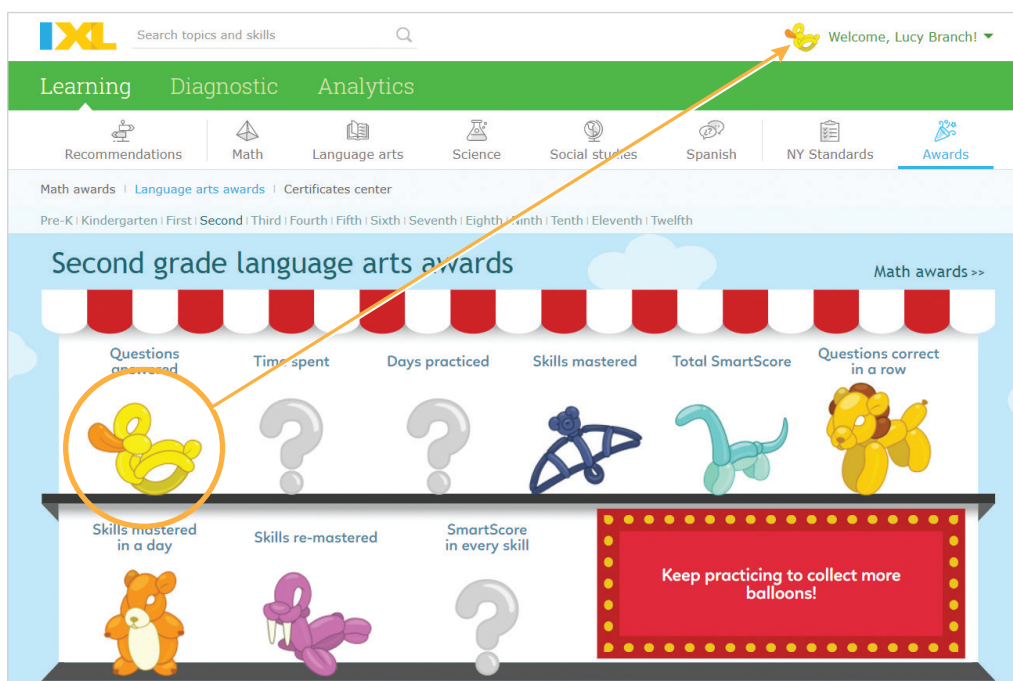 IXL
Search topics and skills
Welcome, Lucy Branch!
Learning Diagnostic Analytics
Recommendations Math Language arts Science Social studies Spanish NY Standards Awards
Math awards | Language arts awards | Certificates center
Pre-K | Kindergarten | First | Second | Third | Fourth | Fifth | Sixth | Seventh | Eighth | Ninth | Tenth | Eleventh | Twelfth
Second grade language arts awards
Math awards >>
Questions
answered
Time spent
Days practiced
Skills mastered
Total SmartScore
Questions correct
in a row
Skills mastered
in a day
Skills re-mastered
SmartScore
in every skill
Keep practicing to collect more
balloons!